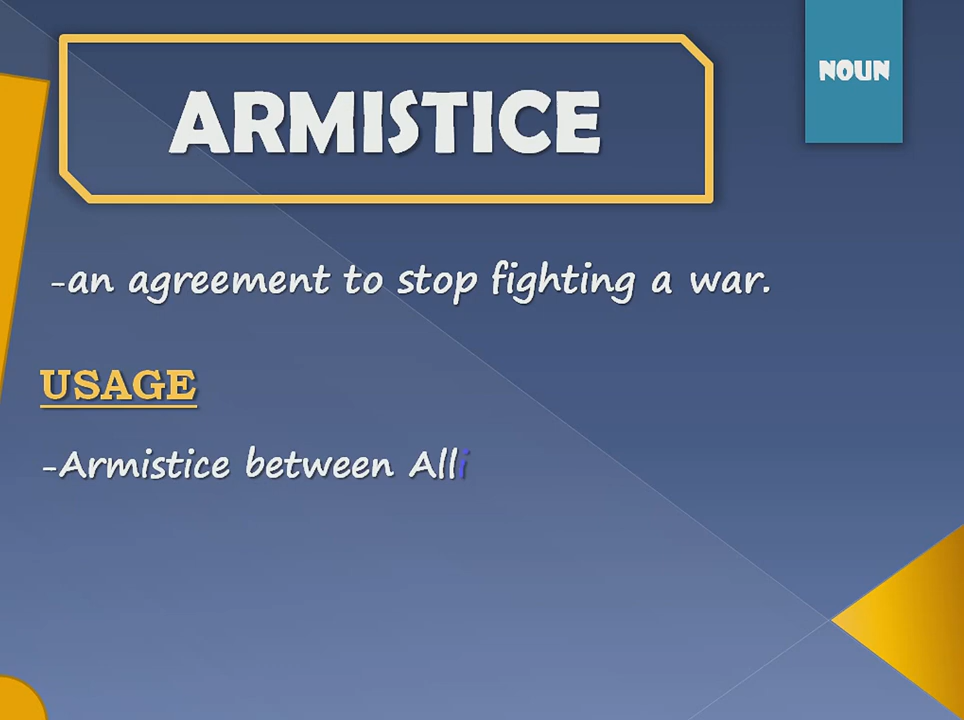 ARMISTICE
NOUN
-an agreement to stop fighting a war.
USAGE
-Armistice between Alli